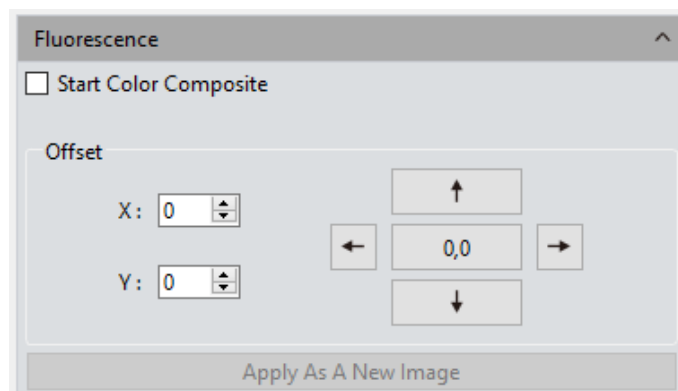 Fluorescence
Start Color Composite
Offset
X: 0
0,0
Y: 0
Apply As A New Image